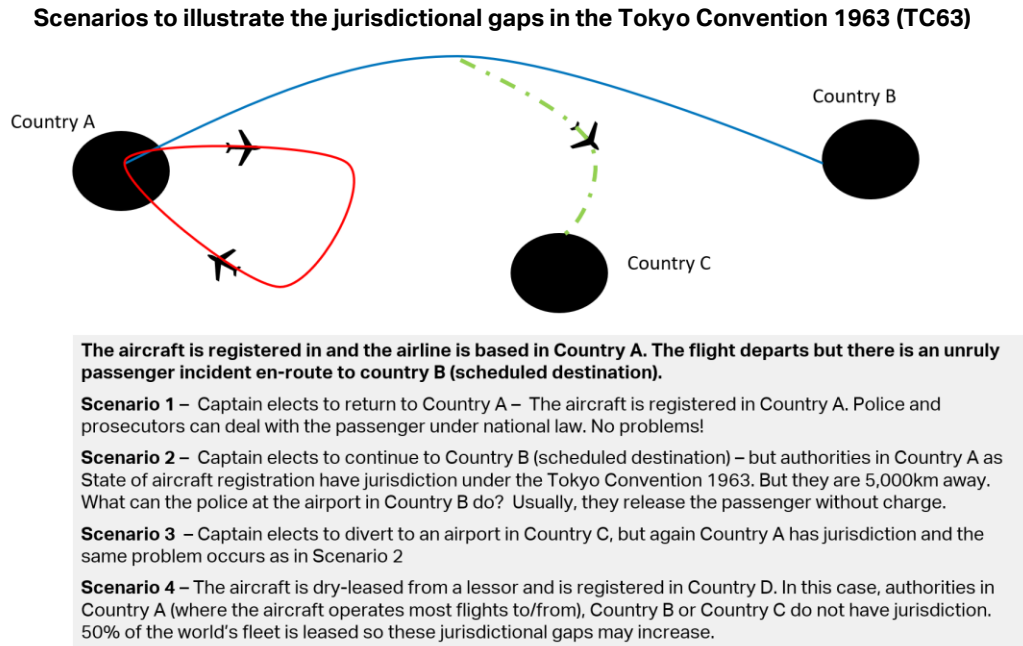 Scenarios to illustrate the jurisdictional gaps in the Tokyo Convention 1963 (TC63)
Country B
Country A
Country C
The aircraft is registered in and the airline is based in Country A. The flight departs but there is an unruly
passenger incident en-route to country B (scheduled destination).
Scenario 1 – Captain elects to return to Country A – The aircraft is registered in Country A. Police and
prosecutors can deal with the passenger under national law. No problems!
Scenario 2 – Captain elects to continue to Country B (scheduled destination) – but authorities in Country A as
State of aircraft registration have jurisdiction under the Tokyo Convention 1963. But they are 5,000km away.
What can the police at the airport in Country B do? Usually, they release the passenger without charge.
Scenario 3 – Captain elects to divert to an airport in Country C, but again Country A has jurisdiction and the
same problem occurs as in Scenario 2
Scenario 4 – The aircraft is dry-leased from a lessor and is registered in Country D. In this case, authorities in
Country A (where the aircraft operates most flights to/from), Country B or Country C do not have jurisdiction.
50% of the world's fleet is leased so these jurisdictional gaps may increase.